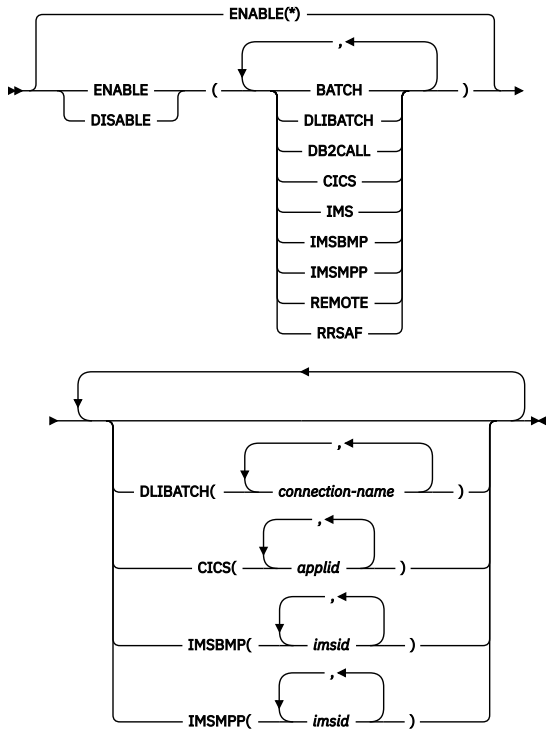 ENABLE(*)
,
ENABLE ( BATCH )
DISABLE DLIBATCH
DB2CALL
CICS
IMS
IMSBMP
IMSMPP
REMOTE
RRSAF
,
DLIBATCH( connection-name )
,
CICS( applid )
,
IMSBMP( imsid )
,
IMSMPP( imsid )